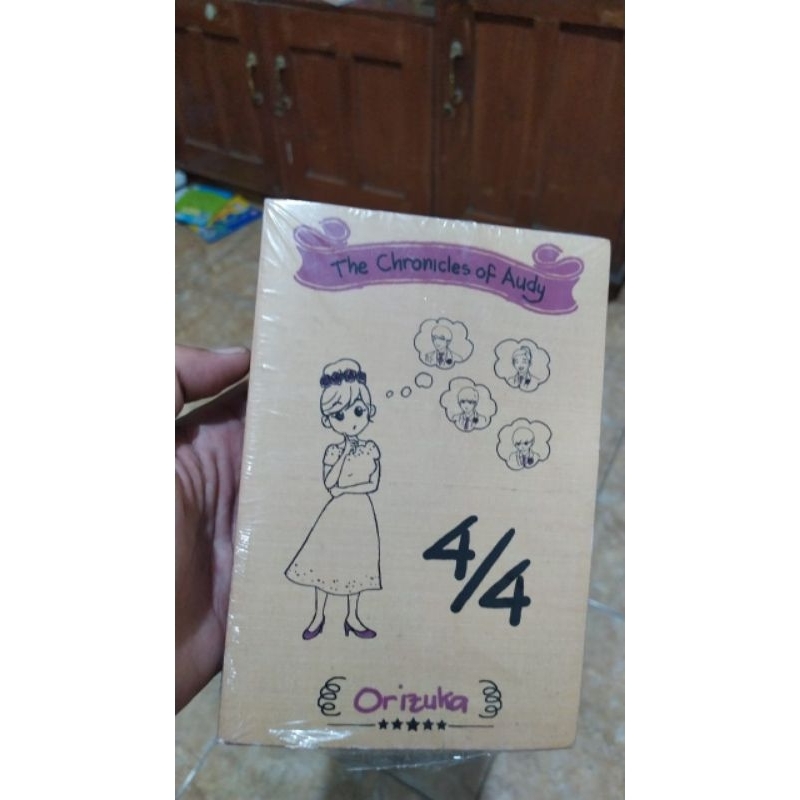 The Chronicles of Audy
4/4
Orizuka